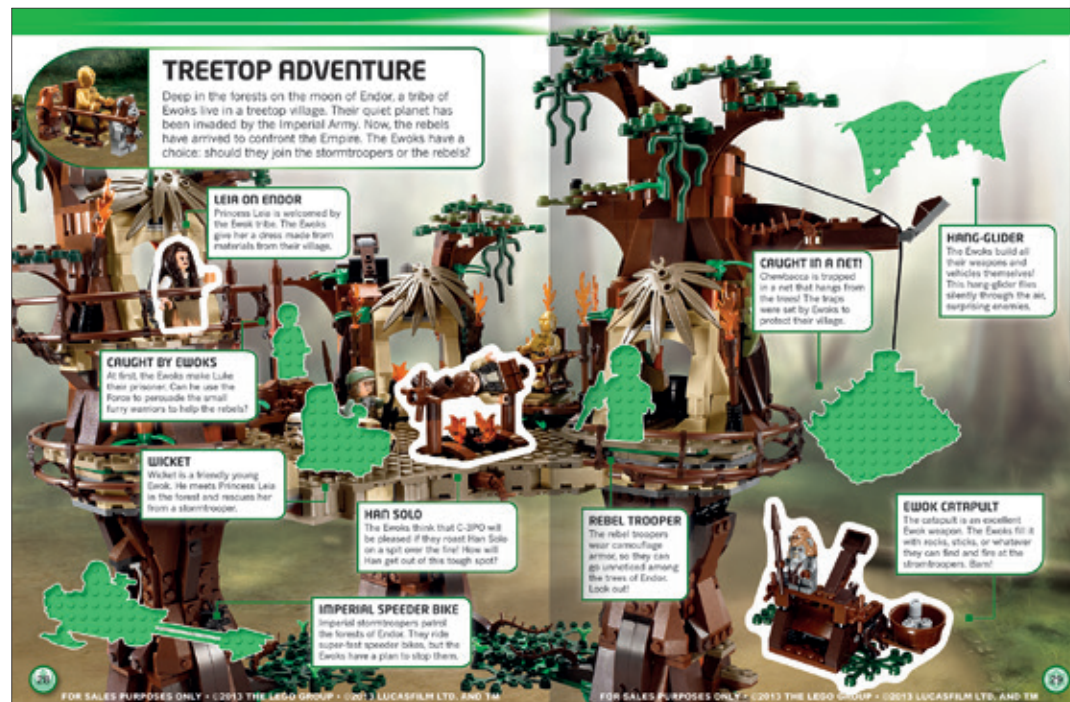 TREETOP ADVENTURE
Deep in the forests on the moon of Endor, a tribe of
Ewoks live in a treetop village. Their quiet planet has
been invaded by the Imperial Army. Now, the rebels
have arrived to confront the Empire. The Ewoks have a
choice: should they join the stormtroopers or the rebels?
LEIA ON ENDOR
Princess Leia is welcomed by
the Ewok tribe. The Ewoks
give her a dress made from
materials from their village.
CAUGHT BY EWOKS
At first, the Ewoks make Luke
their prisoner. Can he use the
Force to persuade the small
furry warriors to help the rebels?
WICKET
Wicket is a friendly young
Ewok. He meets Princess Leia
in the forest and rescues her
from a stormtrooper.
HAN SOLO
The Ewoks think that C-3PO will
be pleased if they roast Han Solo
on a spit over the fire! How will
Han get out of this tough spot?
IMPERIAL SPEEDER BIKE
Imperial stormtroopers patrol
the forests of Endor. They ride
super-fast speeder bikes, but the
Ewoks have a plan to stop them.
28
FOR SALES PURPOSES ONLY • ©2013 THE LEGO GROUP • ©2013 LUCASFILM LTD. AND TM
HANG-GLIDER
The Ewoks build all
their weapons and
vehicles themselves!
This hang-glider flies
silently through the air,
surprising enemies.
CAUGHT IN A NET!
Chewbacca is trapped
in a net that hangs from
the trees! The traps
were set by Ewoks to
protect their village.
REBEL TROOPER
The rebel troopers
wear camouflage
armor, so they can
go unnoticed among
the trees of Endor.
Look out!
EWOK CATAPULT
The catapult is an excellent
Ewok weapon. The Ewoks fill it
with rocks, sticks, or whatever
they can find and fire at the
stromtroopers. Bam!
29
FOR SALES PURPOSES ONLY • ©2013 THE LEGO GROUP • ©2013 LUCASFILM LTD. AND TM